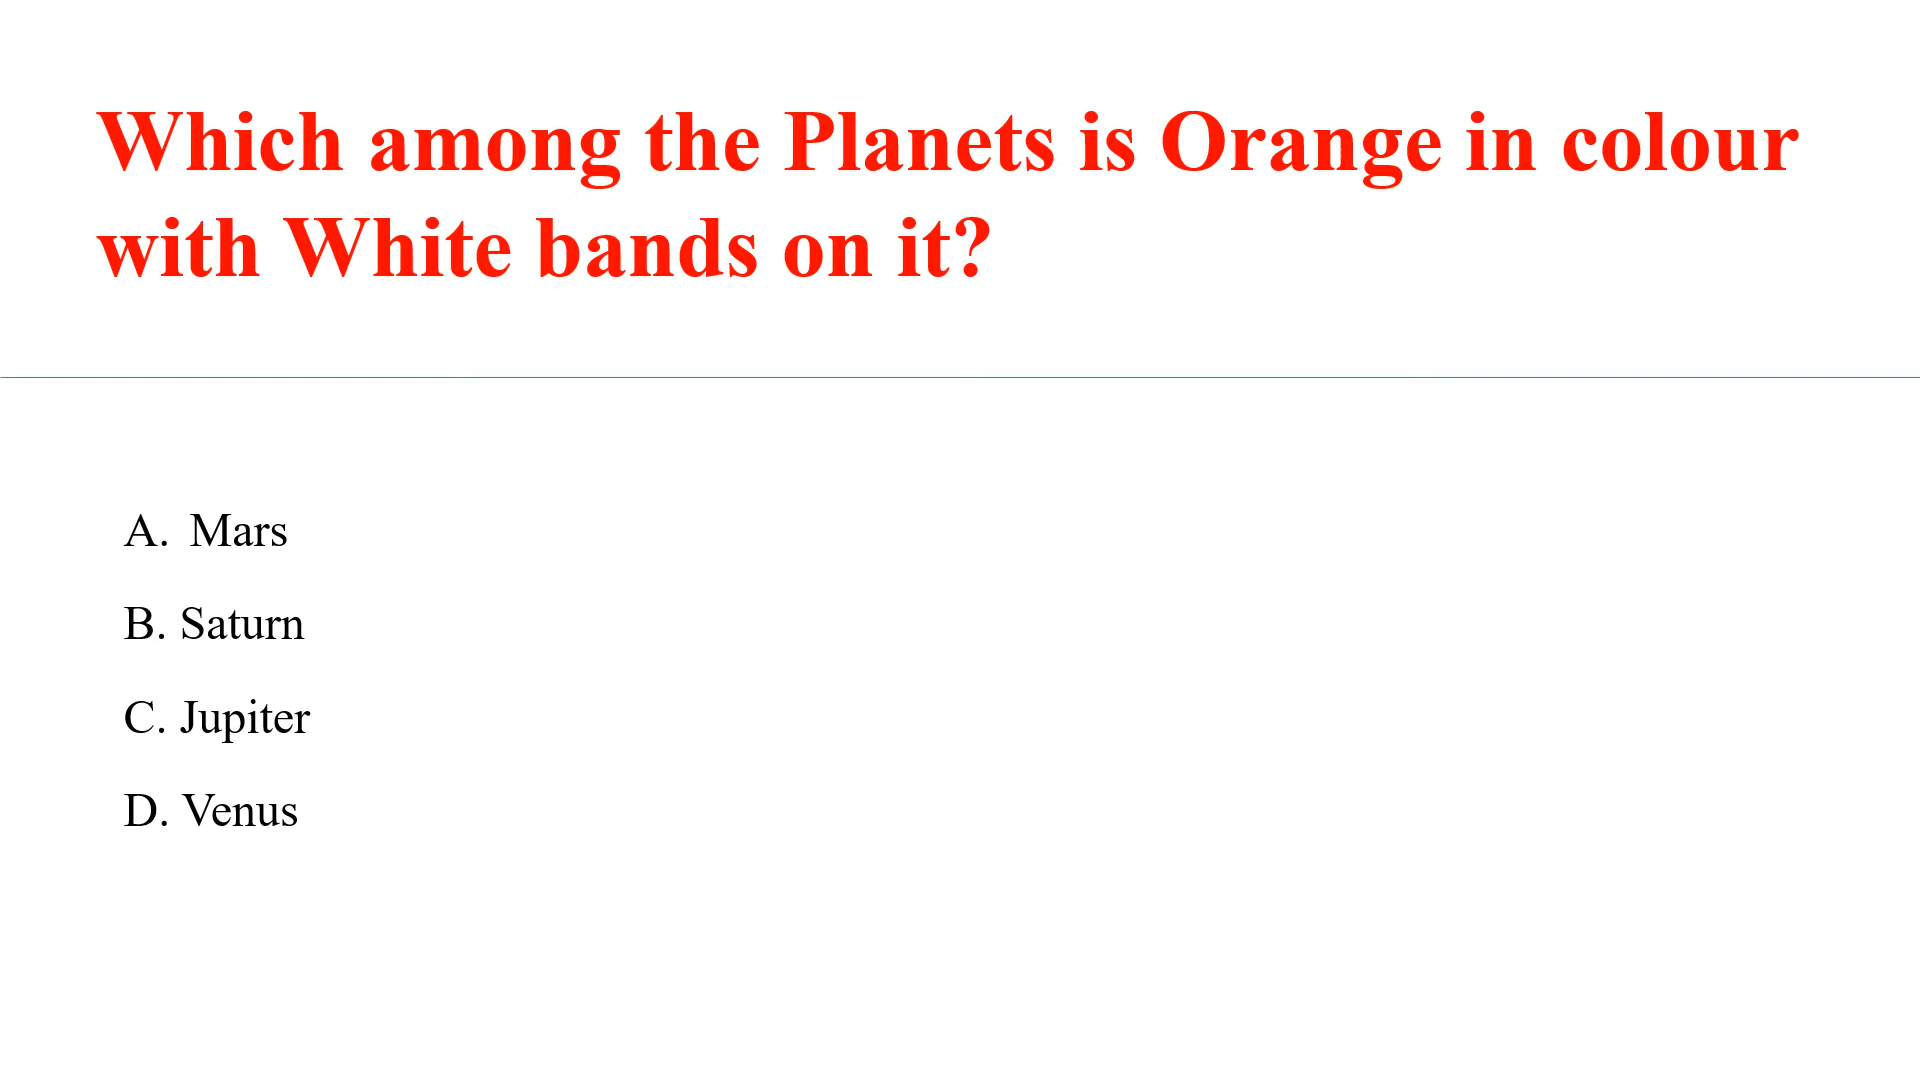 Which among the Planets is Orange in colour
with White bands on it?
A. Mars
B. Saturn
C. Jupiter
D. Venus